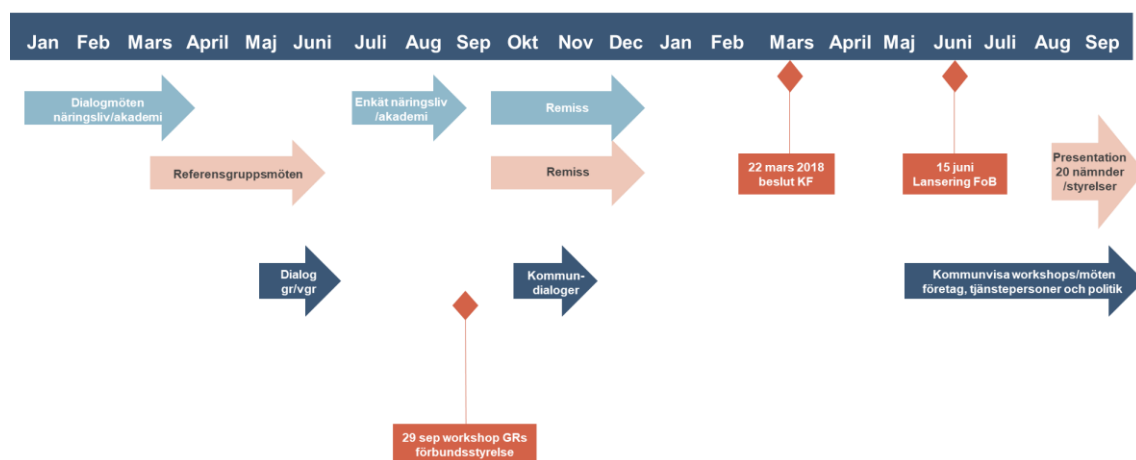 Jan Feb Mars April Maj Juni Juli Aug Sep Okt Nov Dec Jan Feb Mars April Maj Juni Juli Aug Sep
Dialogmöten
näringsliv/akademi
Enkät näringsliv
/akademi
Remiss
Referensgruppsmöten
Remiss
22 mars 2018
beslut KF
15 juni
Lansering FoB
Presentation
20 nämnder
/styrelser
Dialog
gr/vgr
Kommun-
dialoger
Kommunvisa workshops/möten
företag, tjänstepersoner och politik
29 sep workshop GRs
förbundsstyrelse